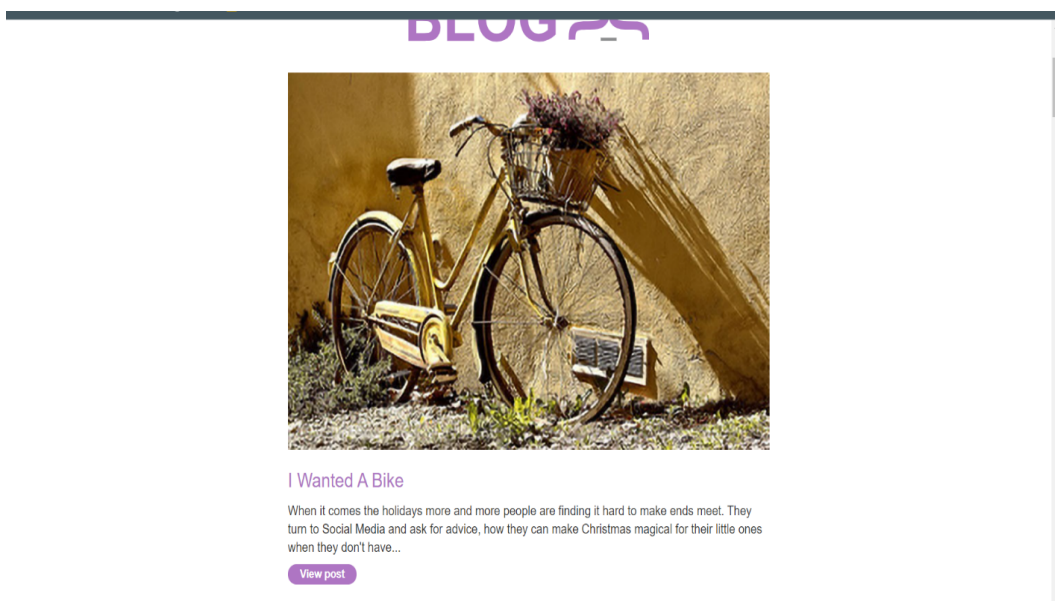 BLOG
I Wanted A Bike
When it comes the holidays more and more people are finding it hard to make ends meet. They
turn to Social Media and ask for advice, how they can make Christmas magical for their little ones
when they don't have...
View post